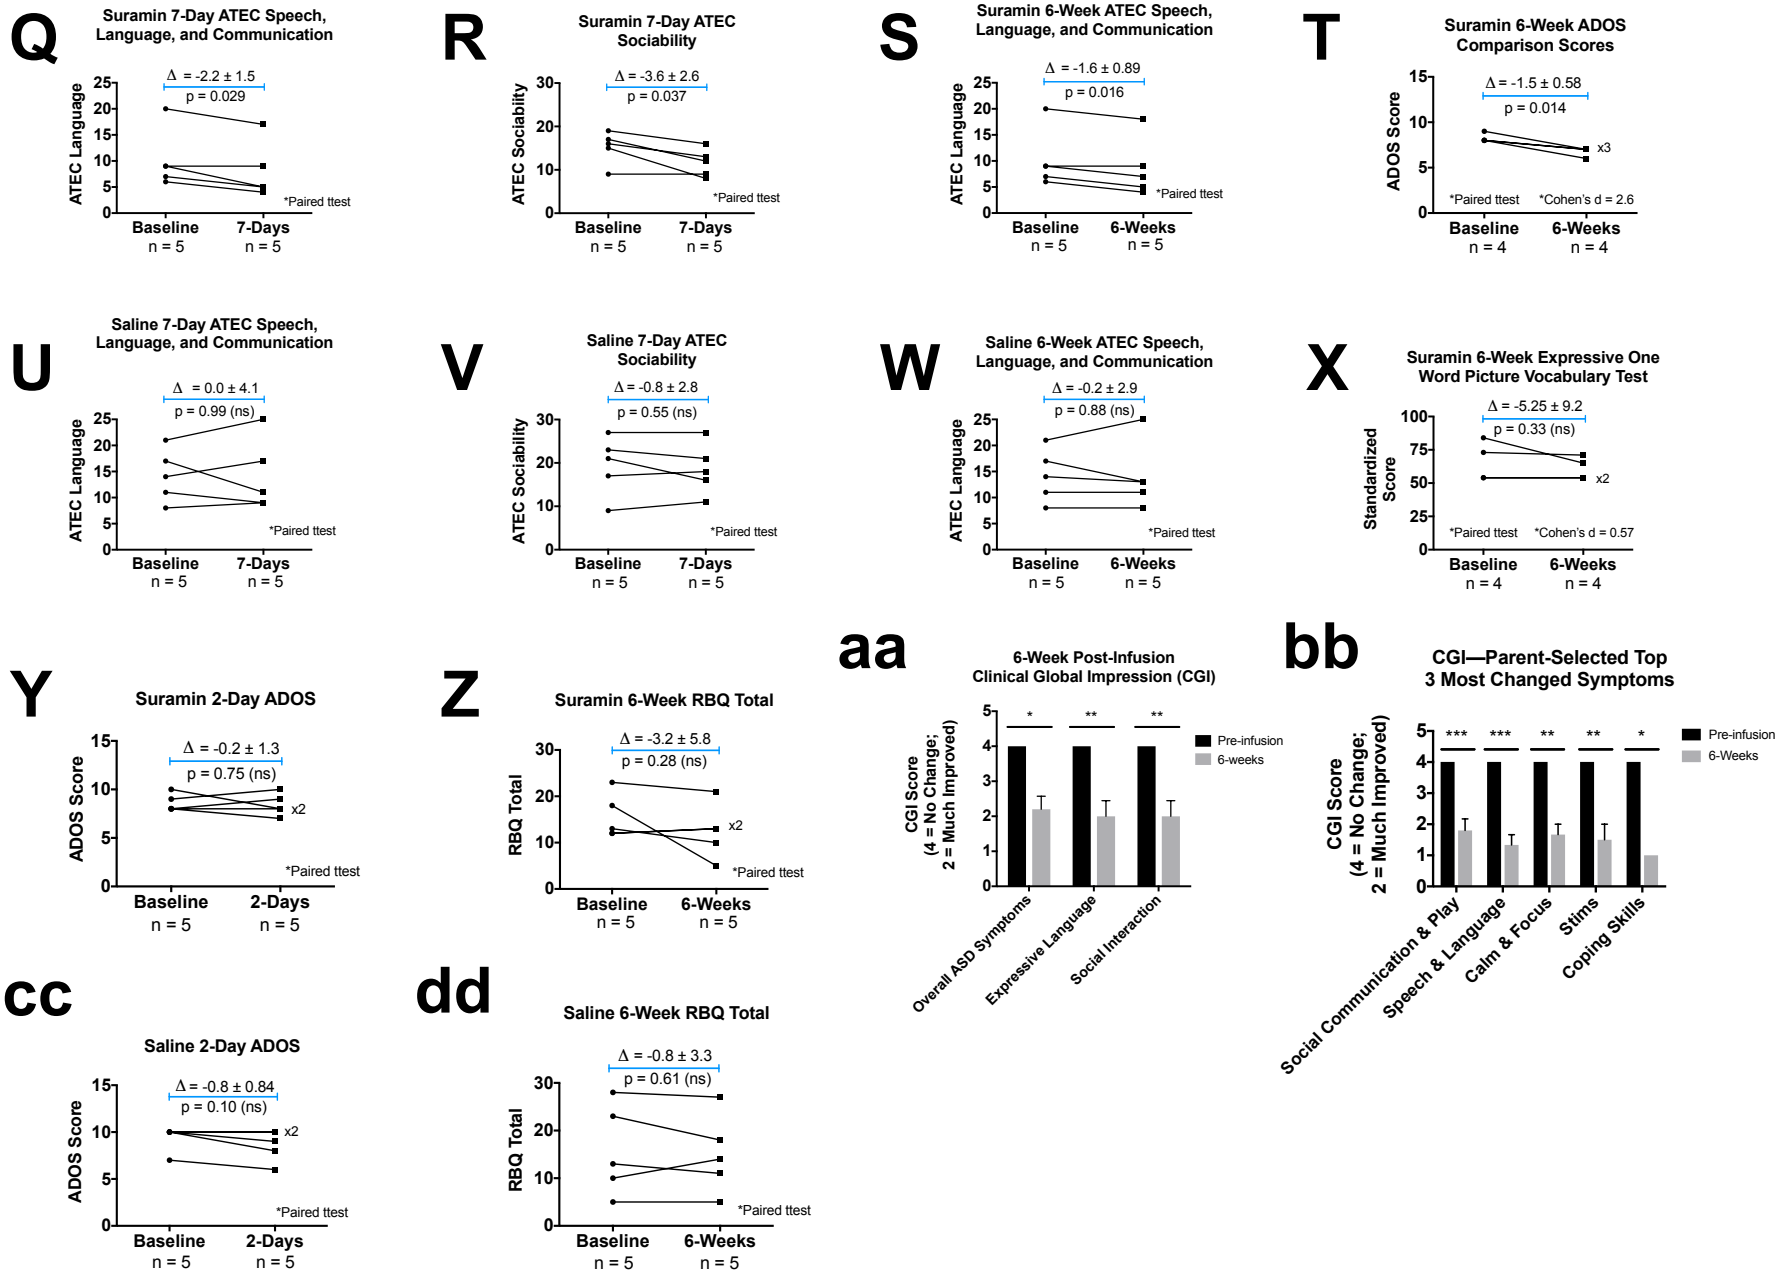 Q
Suramin 7-Day ATEC Speech,
Language, and Communication
Δ = -2.2 ± 1.5
p = 0.029
ATEC Language
25
20
15
10
5
0
*Paired ttest
Baseline
n = 5
7-Days
n = 5
R
Suramin 7-Day ATEC
Sociability
Δ = -3.6 ± 2.6
p = 0.037
ATEC Sociability
30
20
10
0
*Paired ttest
Baseline
n = 5
7-Days
n = 5
S
Suramin 6-Week ATEC Speech,
Language, and Communication
Δ = -1.6 ± 0.89
p = 0.016
ATEC Language
25
20
15
10
5
0
*Paired ttest
Baseline
n = 5
6-Weeks
n = 5
T
Suramin 6-Week ADOS
Comparison Scores
Δ = -1.5 ± 0.58
p = 0.014
ADOS Score
15
10
5
0
x3
*Paired ttest
*Cohen's d = 2.6
Baseline
n = 4
6-Weeks
n = 4
U
Saline 7-Day ATEC Speech,
Language, and Communication
Δ = 0.0 ± 4.1
p = 0.99 (ns)
ATEC Language
25
20
15
10
5
0
*Paired ttest
Baseline
n = 5
7-Days
n = 5
V
Saline 7-Day ATEC
Sociability
Δ = -0.8 ± 2.8
p = 0.55 (ns)
ATEC Sociability
30
20
10
0
*Paired ttest
Baseline
n = 5
7-Days
n = 5
W
Saline 6-Week ATEC Speech,
Language, and Communication
Δ = -0.2 ± 2.9
p = 0.88 (ns)
ATEC Language
25
20
15
10
5
0
*Paired ttest
Baseline
n = 5
6-Weeks
n = 5
X
Suramin 6-Week Expressive One
Word Picture Vocabulary Test
Δ = -5.25 ± 9.2
p = 0.33 (ns)
Standardized
Score
100
75
50
25
0
x2
*Paired ttest
*Cohen's d = 0.57
Baseline
n = 4
6-Weeks
n = 4
Y
Suramin 2-Day ADOS
Δ = -0.2 ± 1.3
p = 0.75 (ns)
ADOS Score
15
10
5
0
x2
*Paired ttest
Baseline
n = 5
2-Days
n = 5
Z
Suramin 6-Week RBQ Total
Δ = -3.2 ± 5.8
p = 0.28 (ns)
RBQ Total
30
20
10
0
x2
*Paired ttest
Baseline
n = 5
6-Weeks
n = 5
aa
6-Week Post-Infusion
Clinical Global Impression (CGI)
CGI Score
(4 = No Change;
2 = Much Improved)
5
4
3
2
1
0
*
**
**
Pre-infusion
6-weeks
Overall ASD Symptoms
Expressive Language
Social Interaction
bb
CGI—Parent-Selected Top
3 Most Changed Symptoms
CGI Score
(4 = No Change;
2 = Much Improved)
5
4
3
2
1
0
***
***
**
**
*
Pre-infusion
6-Weeks
Social Communication & Play
Speech & Language
Calm & Focus
Stims
Coping Skills
cc
Saline 2-Day ADOS
Δ = -0.8 ± 0.84
p = 0.10 (ns)
ADOS Score
15
10
5
0
x2
*Paired ttest
Baseline
n = 5
2-Days
n = 5
dd
Saline 6-Week RBQ Total
Δ = -0.8 ± 3.3
p = 0.61 (ns)
RBQ Total
30
20
10
0
*Paired ttest
Baseline
n = 5
6-Weeks
n = 5